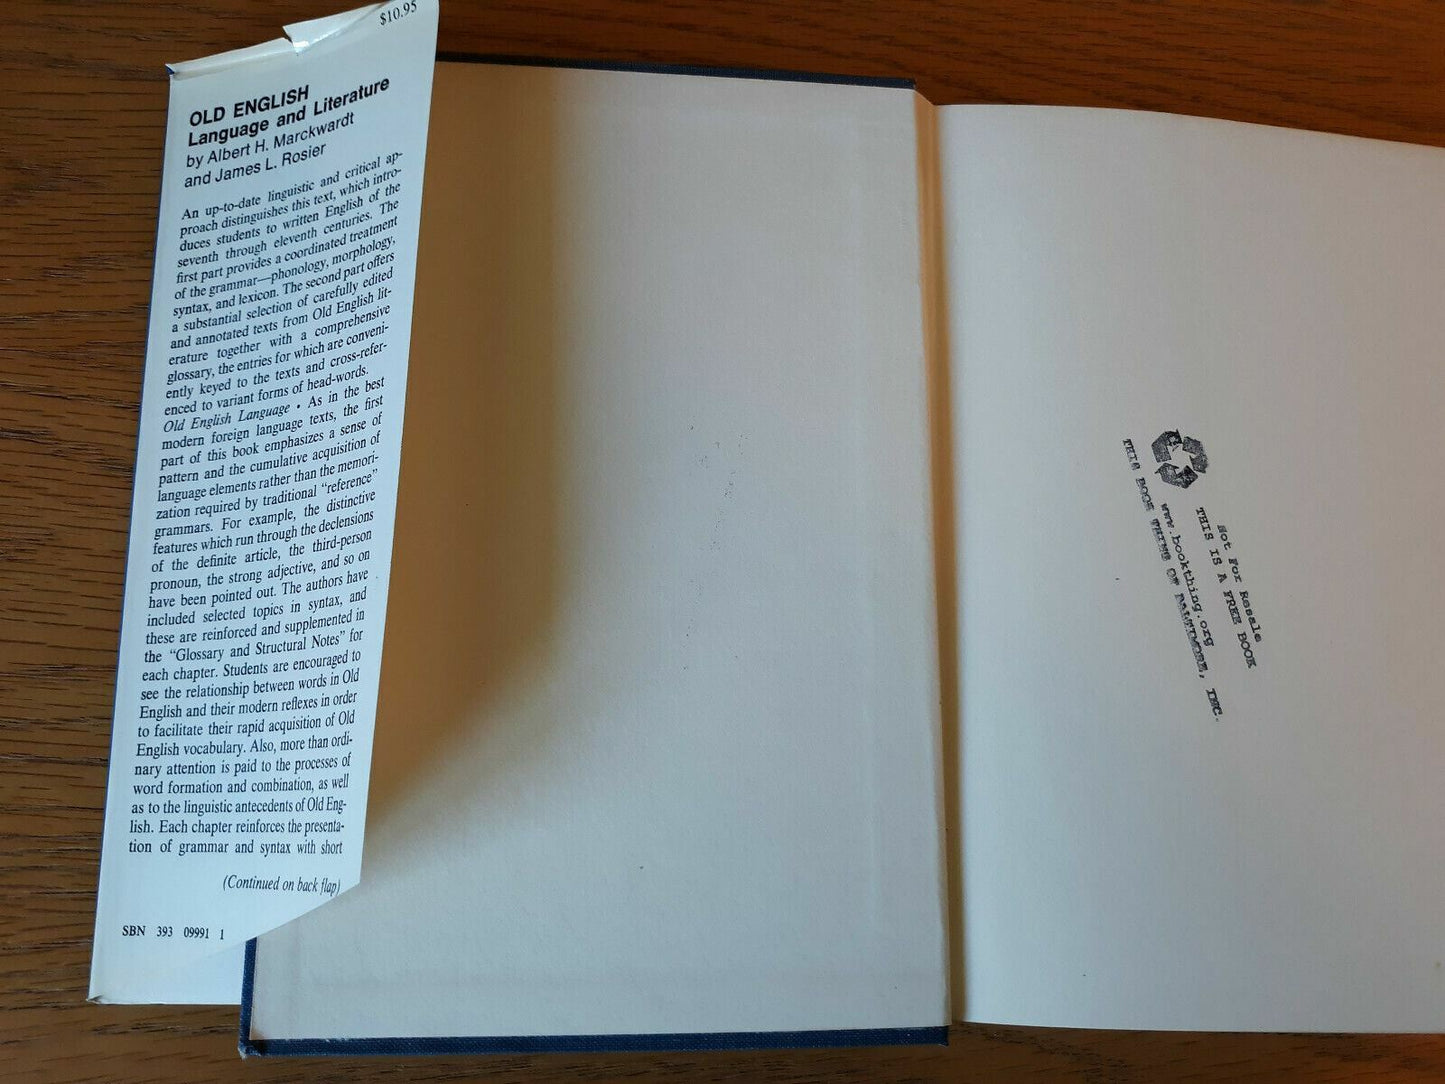 $10.95
OLD ENGLISH
Language and Literature
by Albert H. Marckwardt
and James L. Rosier
An up-to-date linguistic and critical ap-
proach distinguishes this text, which intro-
duces students to written English of the
seventh through eleventh centuries. The
first part provides a coordinated treatment
of the grammar—phonology, morphology,
syntax, and lexicon. The second part offers
a substantial selection of carefully edited
and annotated texts from Old English lit-
erature together with a comprehensive
glossary, the entries for which are conveni-
ently keyed to the texts and cross-refer-
enced to variant forms of head-words.
Old English Language • As in the best
modern foreign language texts, the first
part of this book emphasizes a sense of
pattern and the cumulative acquisition of
language elements rather than the memori-
zation required by traditional “reference”
grammars. For example, the distinctive
features which run through the declensions
of the definite article, the third-person
pronoun, the strong adjective, and so on
have been pointed out. The authors have
included selected topics in syntax, and
these are reinforced and supplemented in
the “Glossary and Structural Notes” for
each chapter. Students are encouraged to
see the relationship between words in Old
English and their modern reflexes in order
to facilitate their rapid acquisition of Old
English vocabulary. Also, more than ordi-
nary attention is paid to the processes of
word formation and combination, as well
as to the linguistic antecedents of Old Eng-
lish. Each chapter reinforces the presenta-
tion of grammar and syntax with short
(Continued on back flap)
SBN 393 09991 1
Not For Resale
THIS IS A FREE BOOK
www.bookthing.org
THIS BOOK THING OF BALTIMORE, INC.